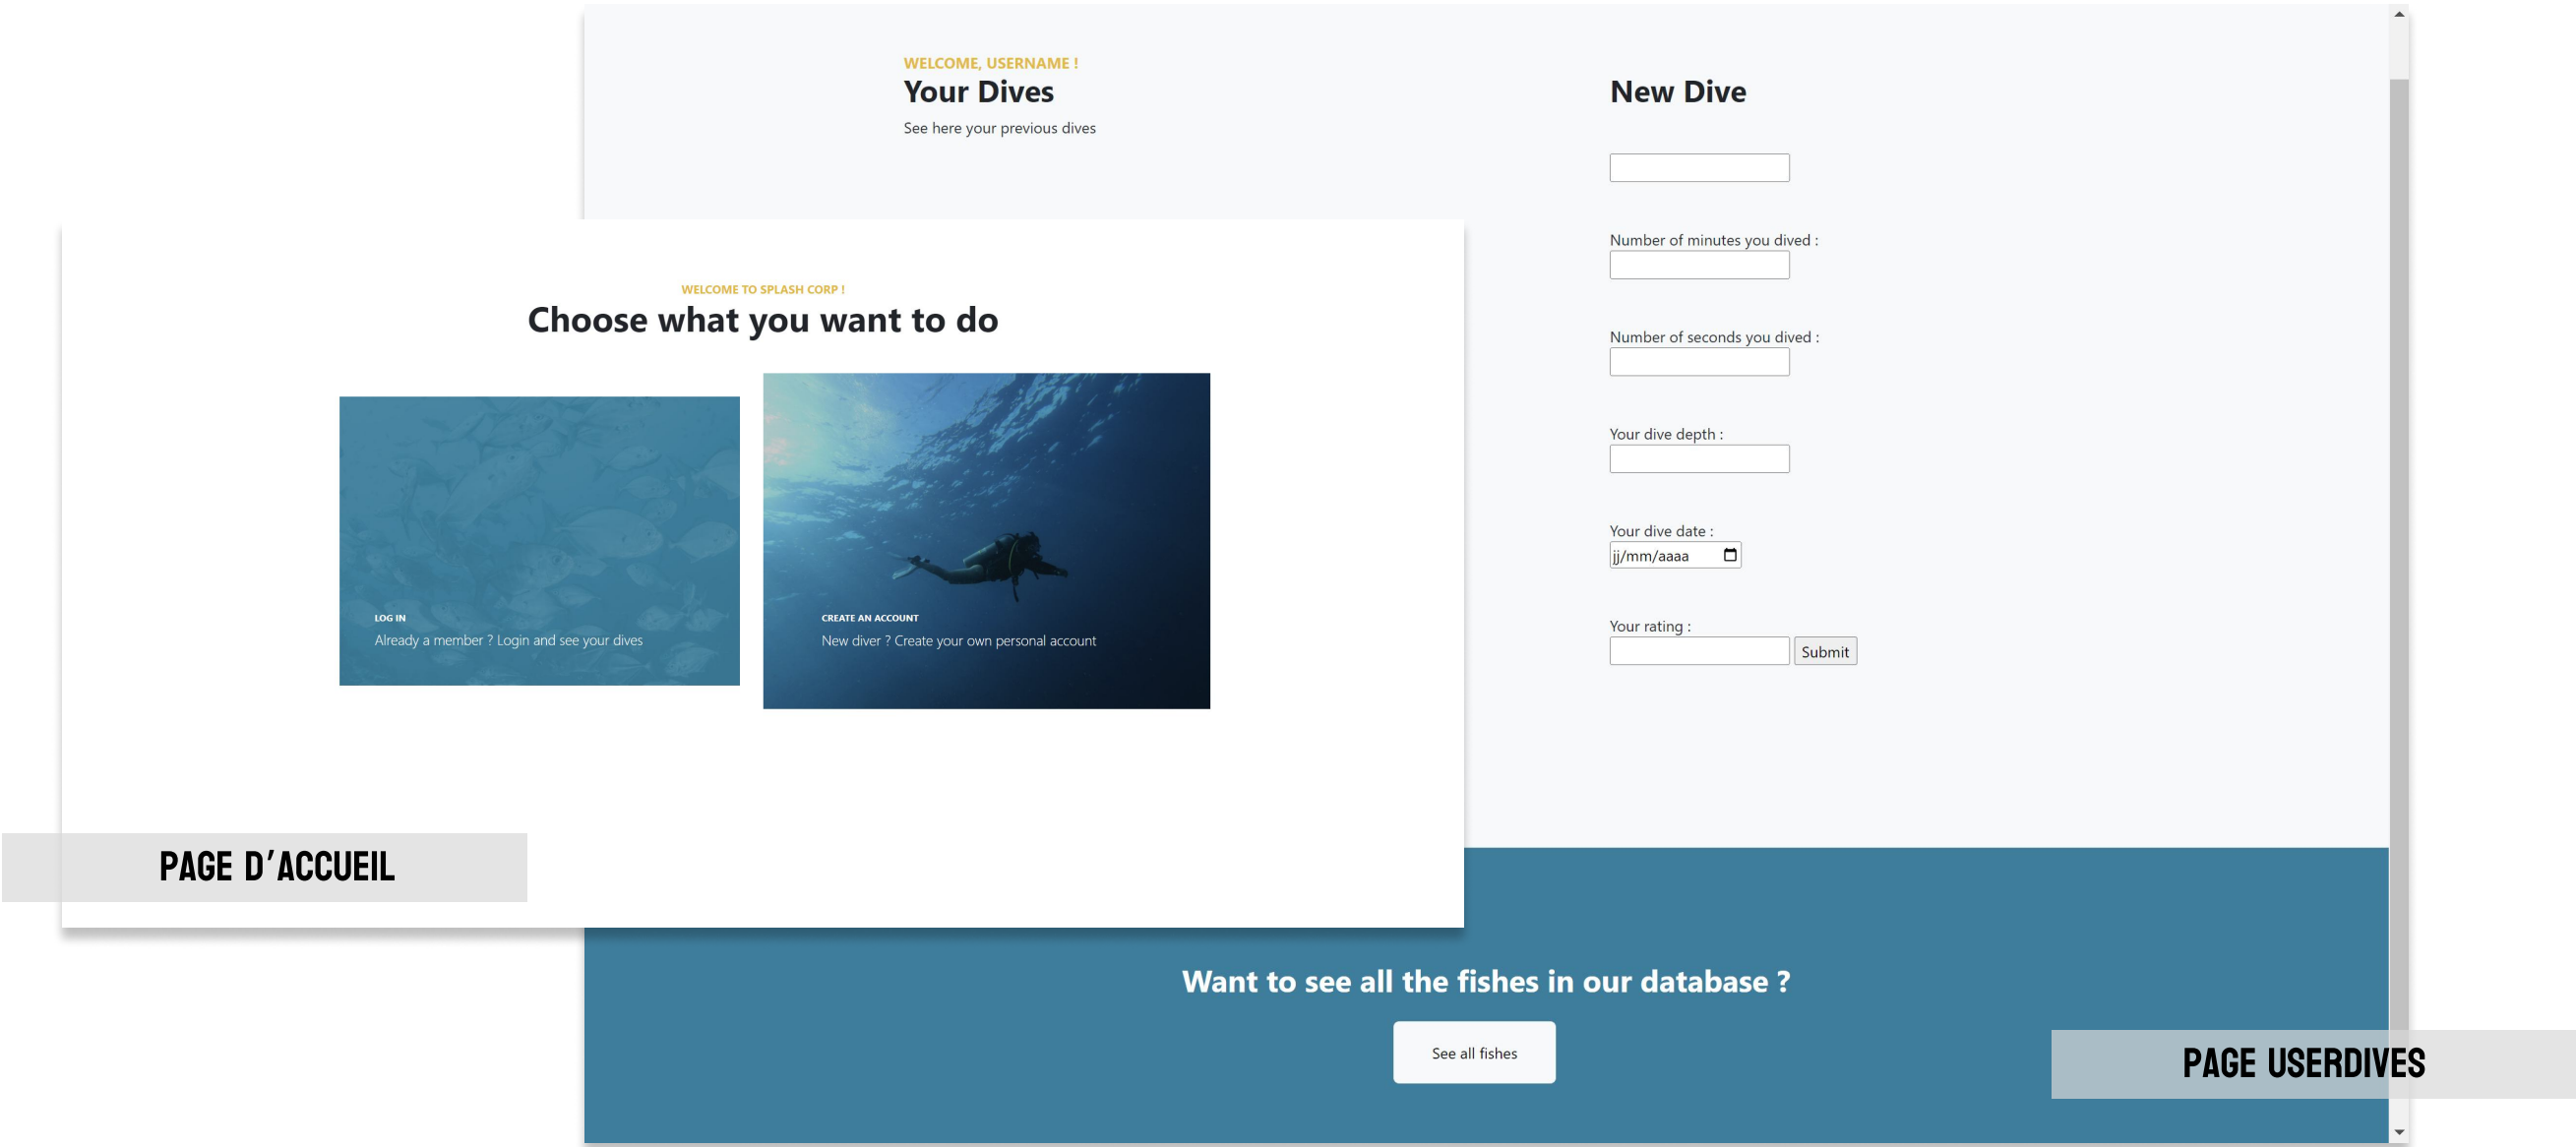 WELCOME, USERNAME !
Your Dives
See here your previous dives
New Dive
Number of minutes you dived :
Number of seconds you dived :
Your dive depth :
Your dive date :
jj/mm/aaaa
Your rating :
Submit
WELCOME TO SPLASH CORP !
Choose what you want to do
LOG IN
Already a member ? Login and see your dives
CREATE AN ACCOUNT
New diver ? Create your own personal account
PAGE D'ACCUEIL
Want to see all the fishes in our database ?
See all fishes
PAGE USERDIVES